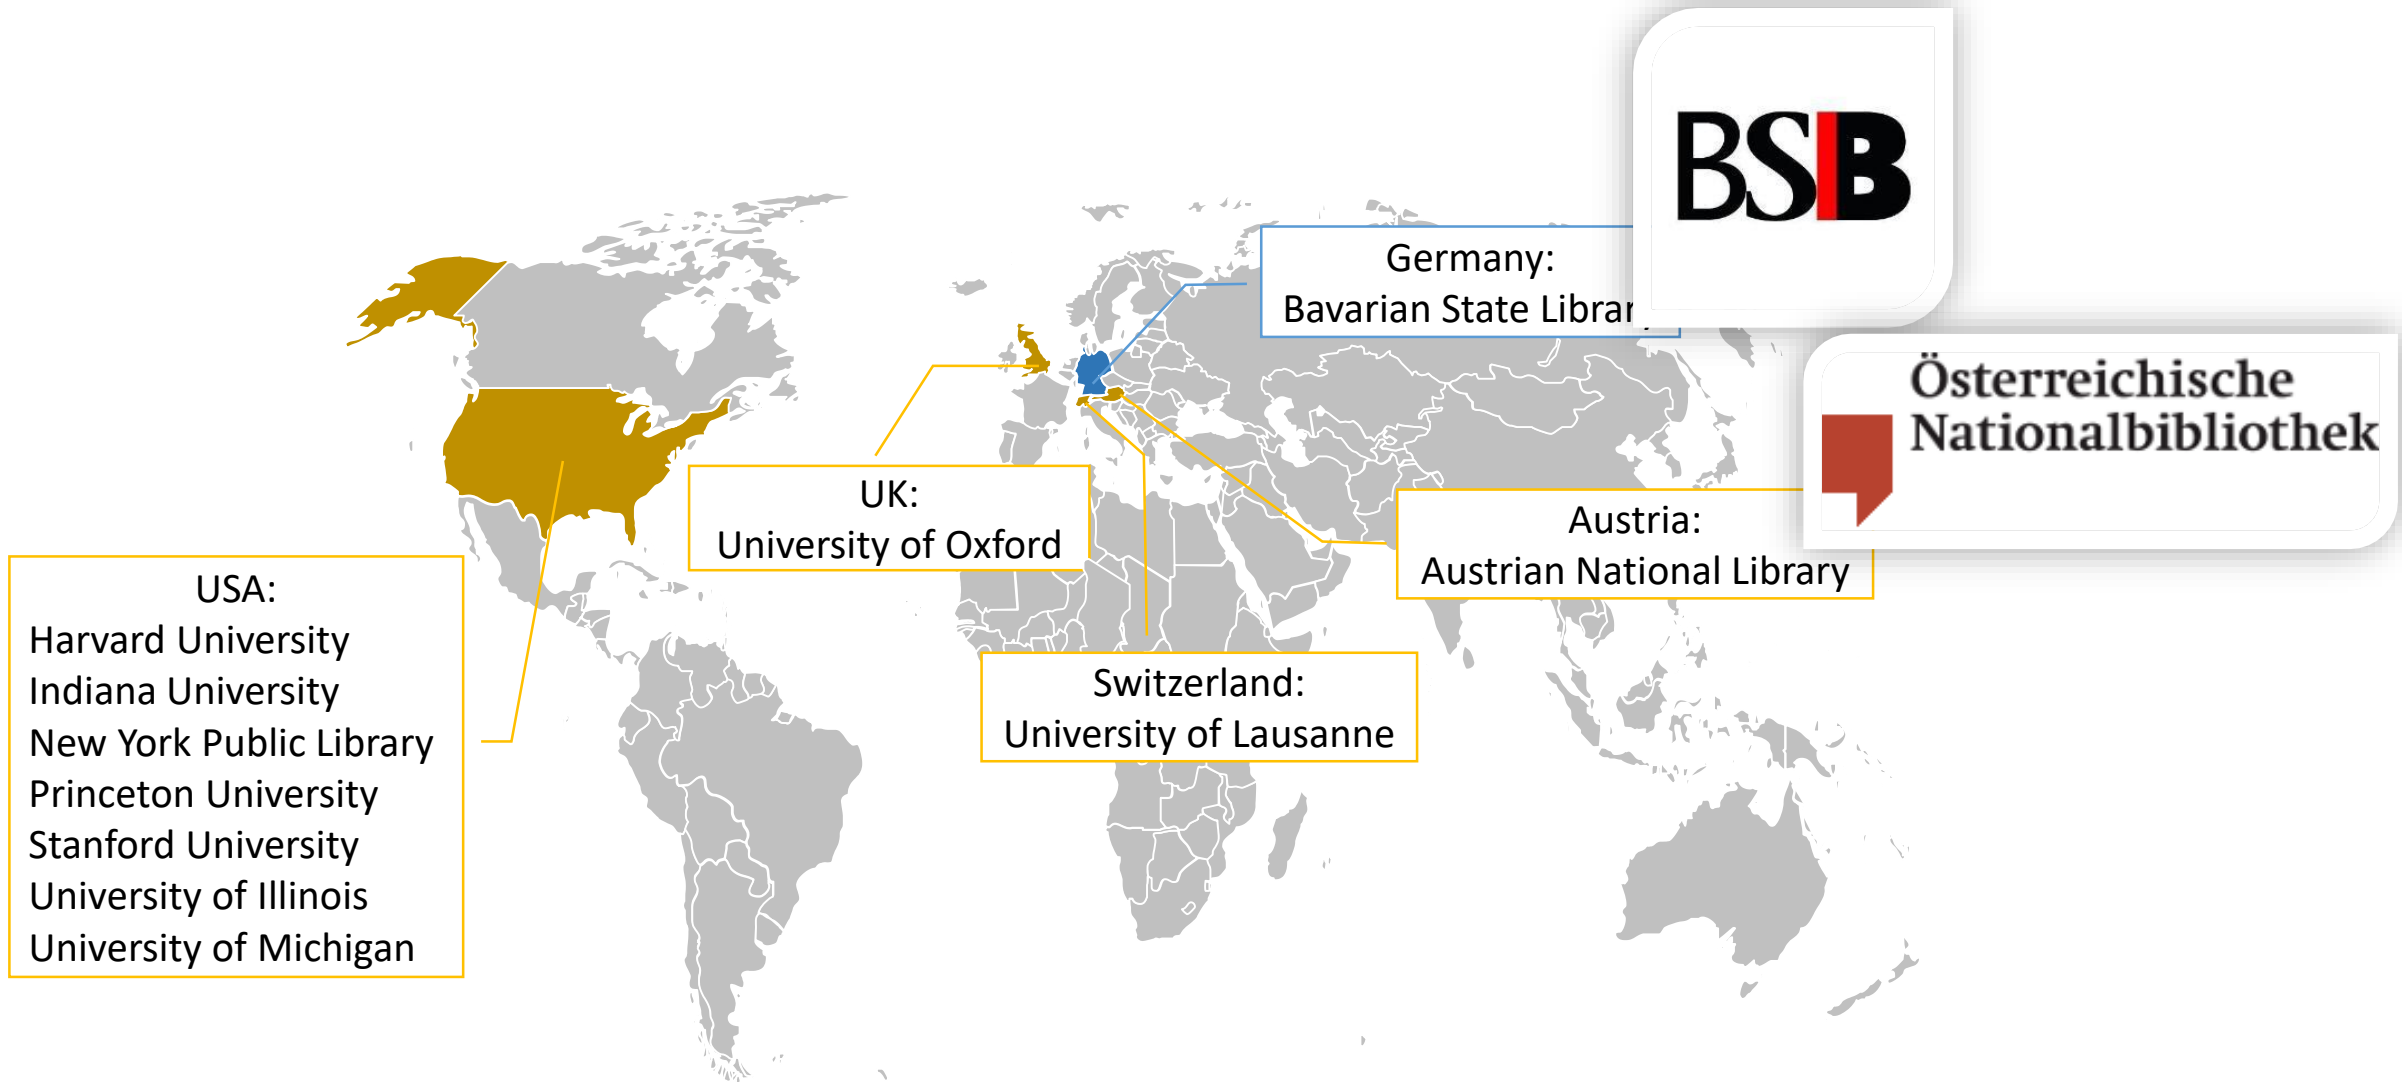 BSB
Germany:
Bavarian State Library
Österreichische
Nationalbibliothek
UK:
University of Oxford
Austria:
Austrian National Library
USA:
Harvard University
Indiana University
New York Public Library
Princeton University
Stanford University
University of Illinois
University of Michigan
Switzerland:
University of Lausanne